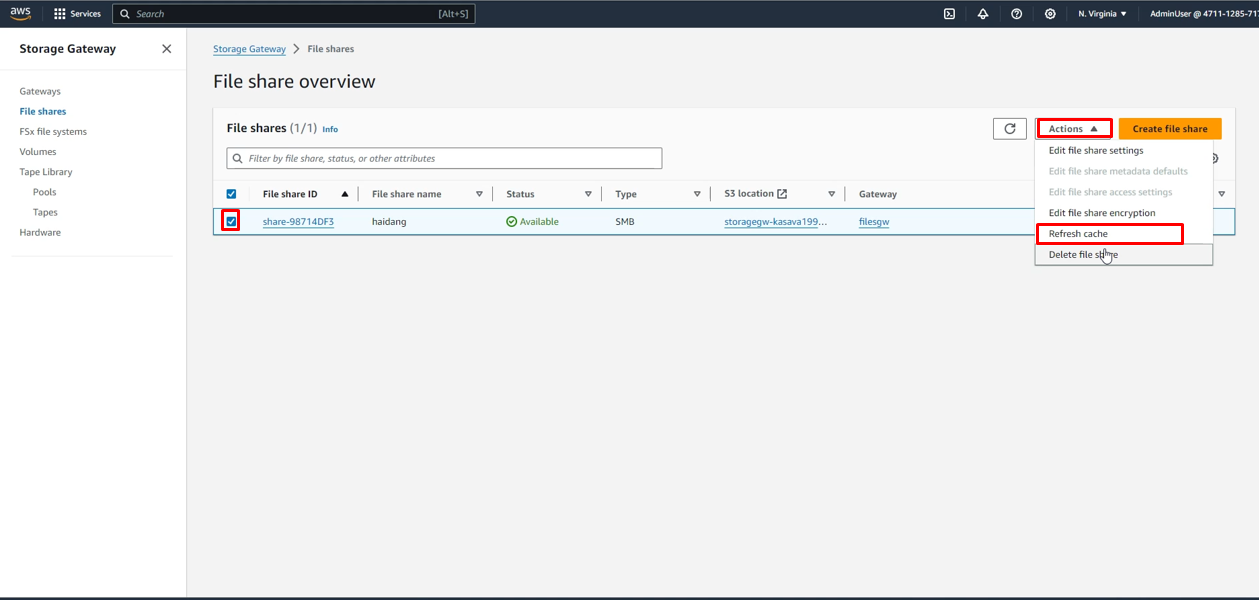 aws Services Search [Alt+S] N. Virginia AdminUser @ 4711-1285-717
Storage Gateway
Gateways
File shares
FSx file systems
Volumes
Tape Library
Pools
Tapes
Hardware
Storage Gateway File shares
File share overview
File shares (1/1) Info
Actions Create file share
Filter by file share, status, or other attributes
File share ID File share name Status Type S3 location Gateway
share-98714DF3 haidang Available SMB storagegw-kasava199... filesgw
Edit file share settings
Edit file share metadata defaults
Edit file share access settings
Edit file share encryption
Refresh cache
Delete file share